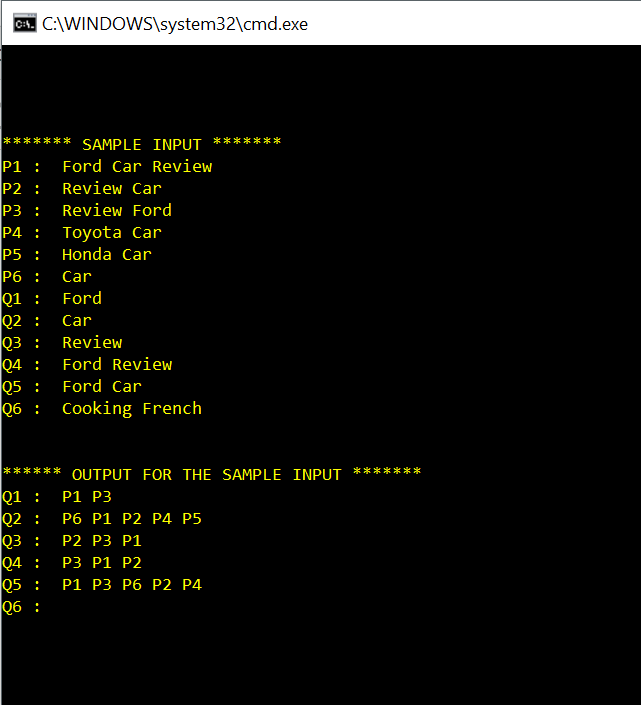 C:\WINDOWS\system32\cmd.exe
******* SAMPLE INPUT *******
P1 :  Ford Car Review
P2 :  Review Car
P3 :  Review Ford
P4 :  Toyota Car
P5 :  Honda Car
P6 :  Car
Q1 :  Ford
Q2 :  Car
Q3 :  Review
Q4 :  Ford Review
Q5 :  Ford Car
Q6 :  Cooking French
****** OUTPUT FOR THE SAMPLE INPUT *******
Q1 :  P1 P3
Q2 :  P6 P1 P2 P4 P5
Q3 :  P2 P3 P1
Q4 :  P3 P1 P2
Q5 :  P1 P3 P6 P2 P4
Q6 :